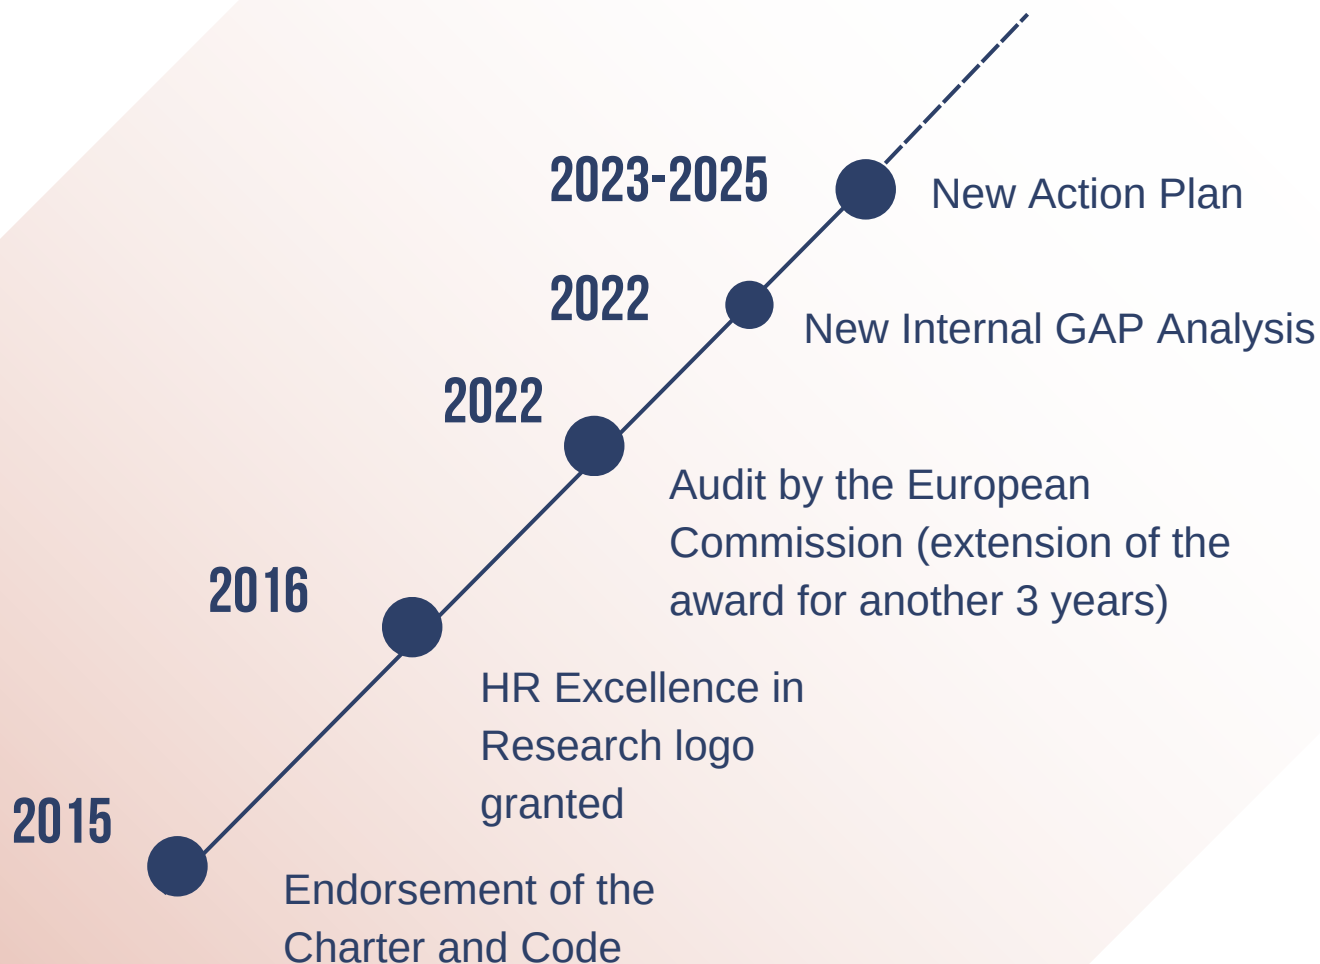 2023-2025
New Action Plan
2022
New Internal GAP Analysis
2022
Audit by the European
Commission (extension of the
award for another 3 years)
2016
HR Excellence in
Research logo
granted
2015
Endorsement of the
Charter and Code